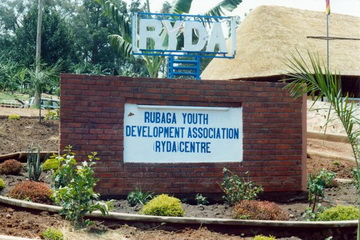 RYDA
RUBAGA YOUTH
DEVELOPMENT ASSOCIATION
(RYDA)CENTRE